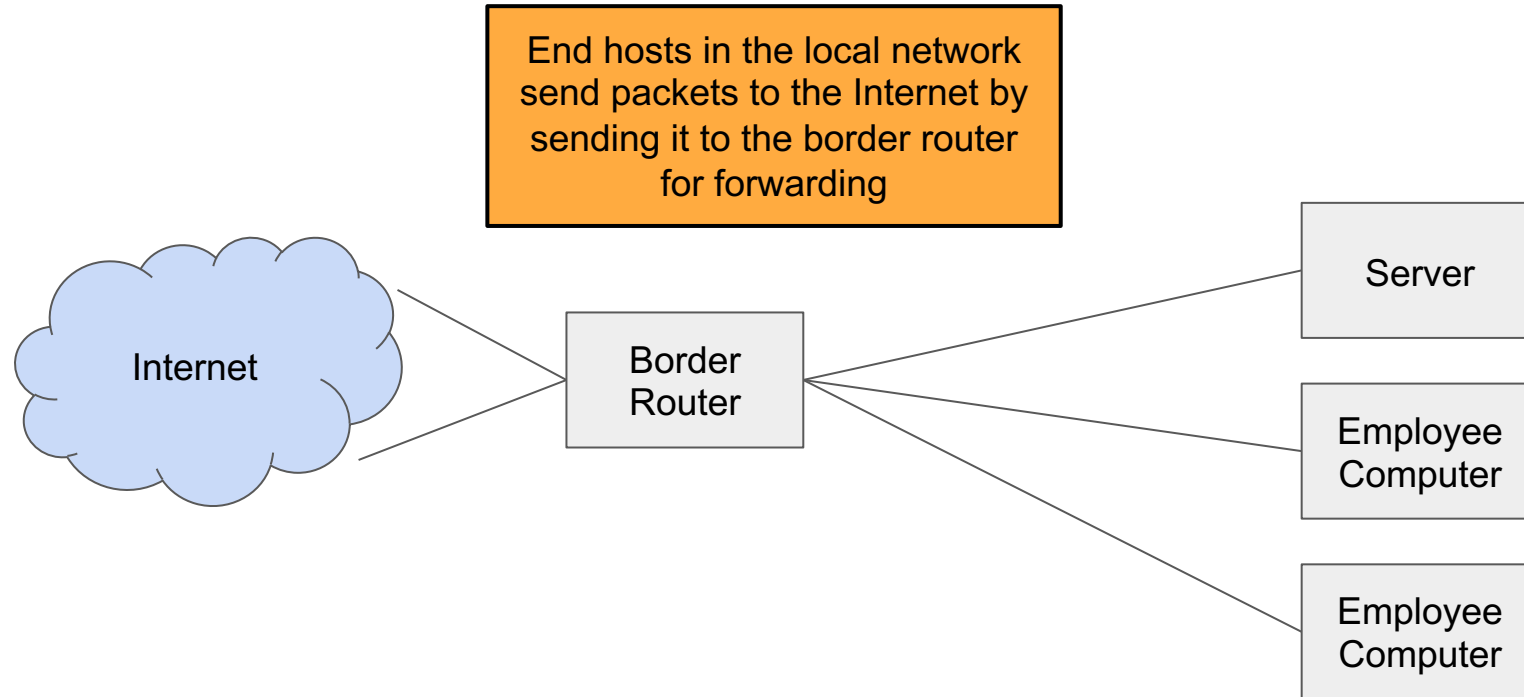 End hosts in the local network
send packets to the Internet by
sending it to the border router
for forwarding
Internet
Border
Router
Server
Employee
Computer
Employee
Computer